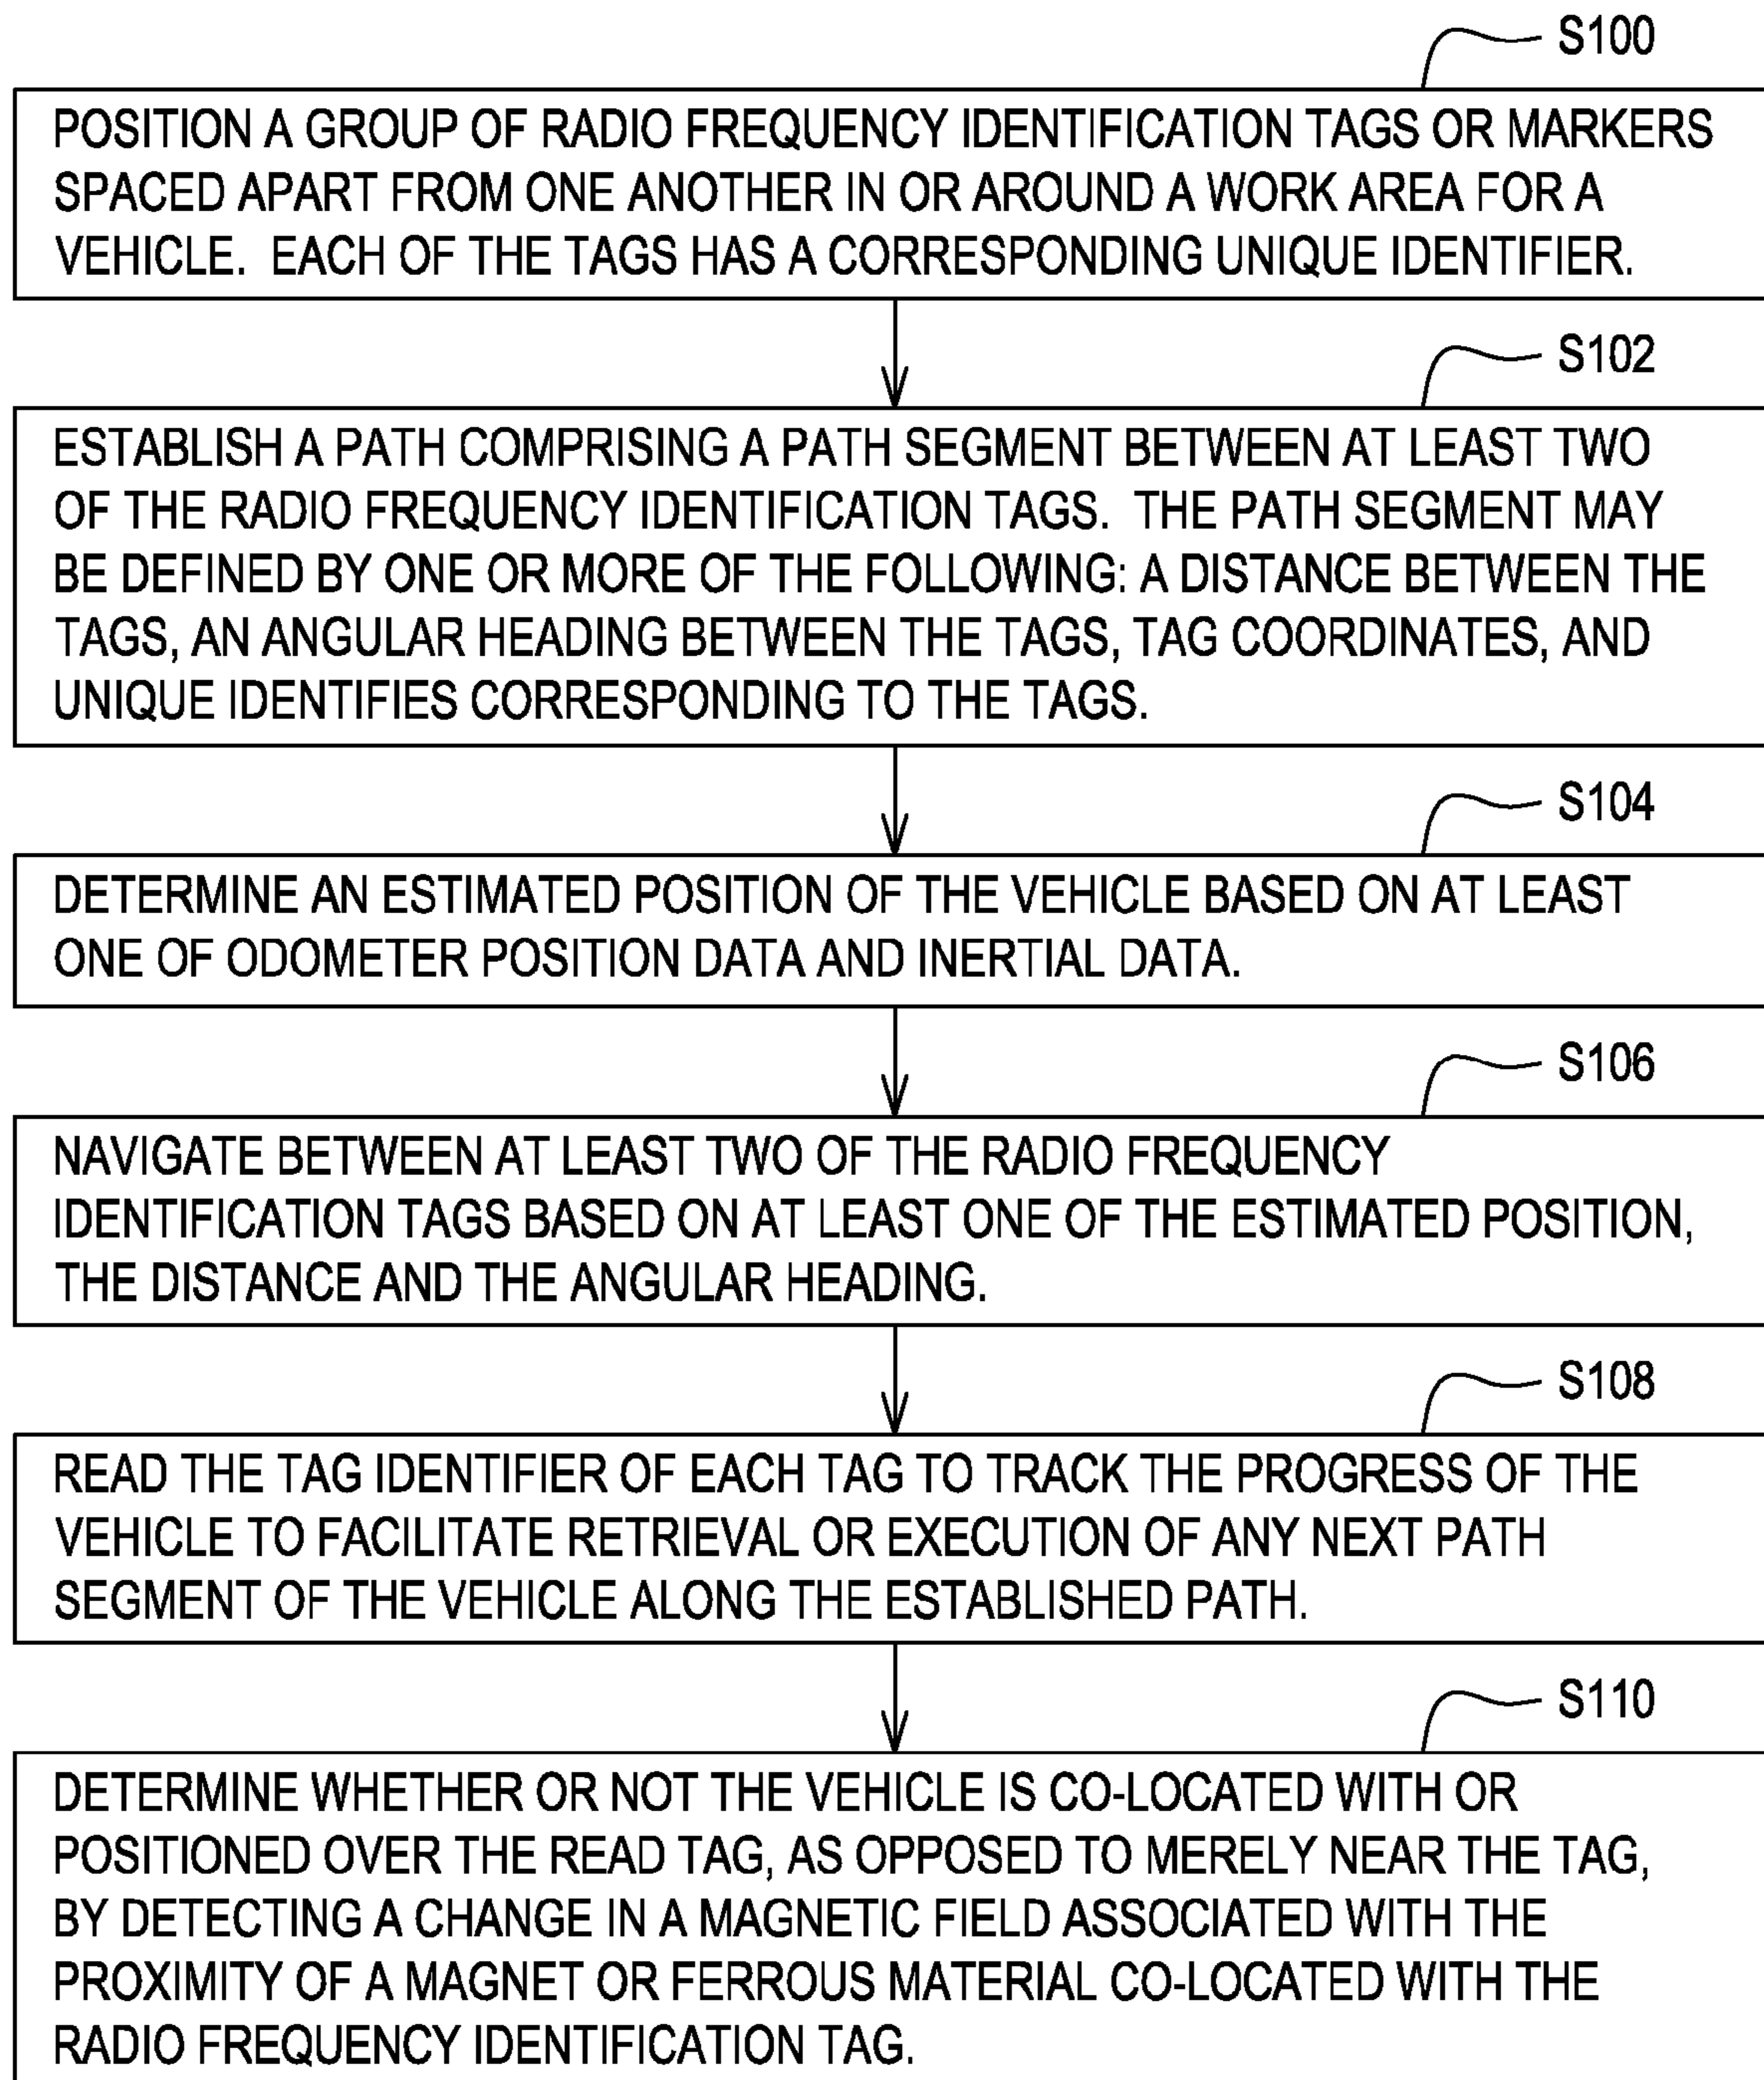 S100
POSITION A GROUP OF RADIO FREQUENCY IDENTIFICATION TAGS OR MARKERS
SPACED APART FROM ONE ANOTHER IN OR AROUND A WORK AREA FOR A
VEHICLE. EACH OF THE TAGS HAS A CORRESPONDING UNIQUE IDENTIFIER.
S102
ESTABLISH A PATH COMPRISING A PATH SEGMENT BETWEEN AT LEAST TWO
OF THE RADIO FREQUENCY IDENTIFICATION TAGS. THE PATH SEGMENT MAY
BE DEFINED BY ONE OR MORE OF THE FOLLOWING: A DISTANCE BETWEEN THE
TAGS, AN ANGULAR HEADING BETWEEN THE TAGS, TAG COORDINATES, AND
UNIQUE IDENTIFIES CORRESPONDING TO THE TAGS.
S104
DETERMINE AN ESTIMATED POSITION OF THE VEHICLE BASED ON AT LEAST
ONE OF ODOMETER POSITION DATA AND INERTIAL DATA.
S106
NAVIGATE BETWEEN AT LEAST TWO OF THE RADIO FREQUENCY
IDENTIFICATION TAGS BASED ON AT LEAST ONE OF THE ESTIMATED POSITION,
THE DISTANCE AND THE ANGULAR HEADING.
S108
READ THE TAG IDENTIFIER OF EACH TAG TO TRACK THE PROGRESS OF THE
VEHICLE TO FACILITATE RETRIEVAL OR EXECUTION OF ANY NEXT PATH
SEGMENT OF THE VEHICLE ALONG THE ESTABLISHED PATH.
S110
DETERMINE WHETHER OR NOT THE VEHICLE IS CO-LOCATED WITH OR
POSITIONED OVER THE READ TAG, AS OPPOSED TO MERELY NEAR THE TAG,
BY DETECTING A CHANGE IN A MAGNETIC FIELD ASSOCIATED WITH THE
PROXIMITY OF A MAGNET OR FERROUS MATERIAL CO-LOCATED WITH THE
RADIO FREQUENCY IDENTIFICATION TAG.